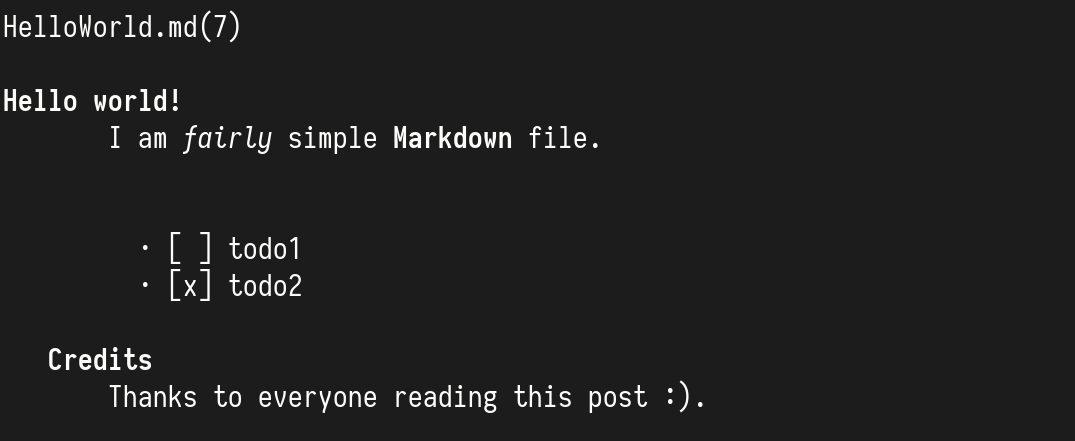 HelloWorld.md(7)
Hello world!
I am fairly simple Markdown file.
· [ ] todo1
· [x] todo2
Credits
Thanks to everyone reading this post :).